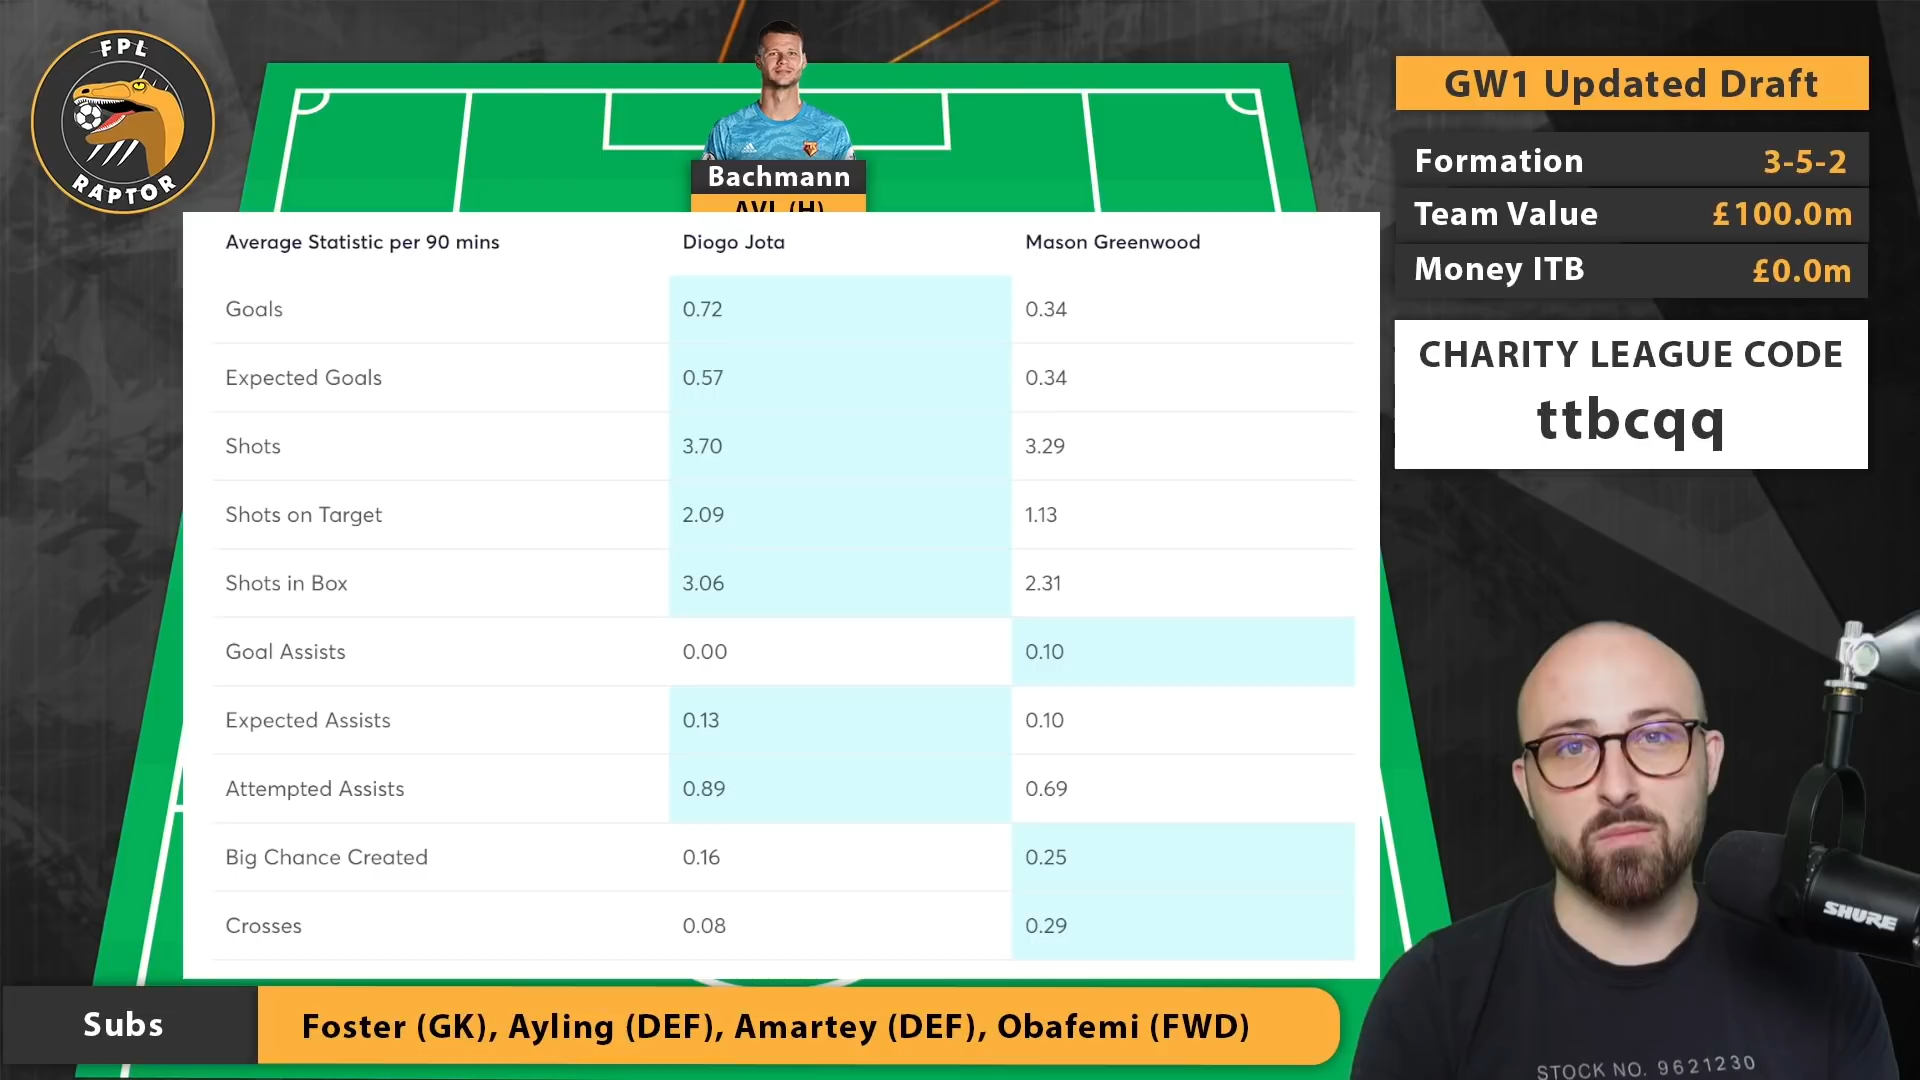 FPL
RAPTOR
Bachmann
AVL (H)
GW1 Updated Draft
Formation 3-5-2
Team Value £100.0m
Money ITB £0.0m
CHARITY LEAGUE CODE
ttbcqq
Average Statistic per 90 mins Diogo Jota Mason Greenwood
Goals 0.72 0.34
Expected Goals 0.57 0.34
Shots 3.70 3.29
Shots on Target 2.09 1.13
Shots in Box 3.06 2.31
Goal Assists 0.00 0.10
Expected Assists 0.13 0.10
Attempted Assists 0.89 0.69
Big Chance Created 0.16 0.25
Crosses 0.08 0.29
SHURE
STOCK NO. 9621230
Subs Foster (GK), Ayling (DEF), Amartey (DEF), Obafemi (FWD)